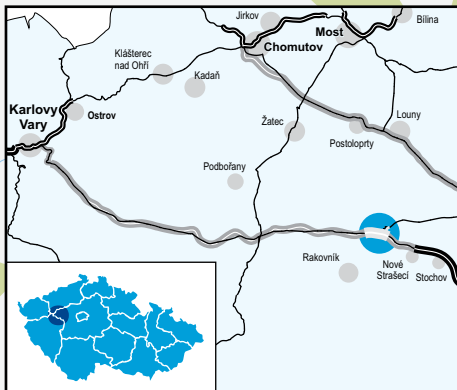 Jirkov
Bílina
Most
Chomutov
Klášterec
nad Ohří
Kadaň
Karlovy
Vary
Ostrov
Žatec
Louny
Postoloprty
Podbořany
Rakovník
Nové
Strašecí
Stochov